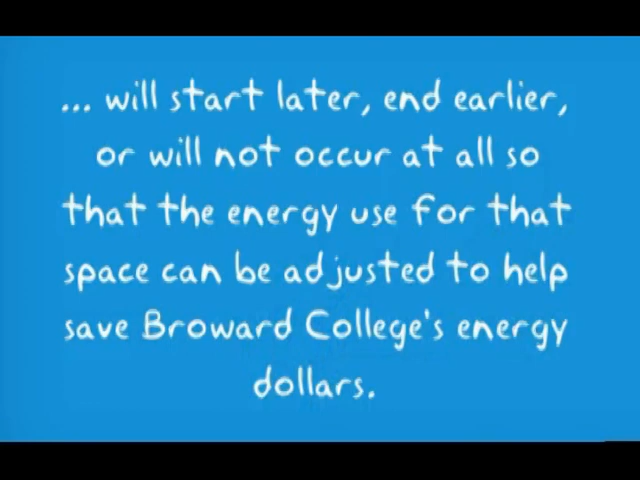 ... will start later, end earlier,
or will not occur at all so
that the energy use for that
space can be adjusted to help
save Broward College's energy
dollars.